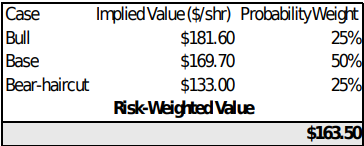 Case Implied Value ($/shr) Probability Weight
Bull $181.60 25%
Base $169.70 50%
Bear-haircut $133.00 25%
Risk-Weighted Value
$163.50